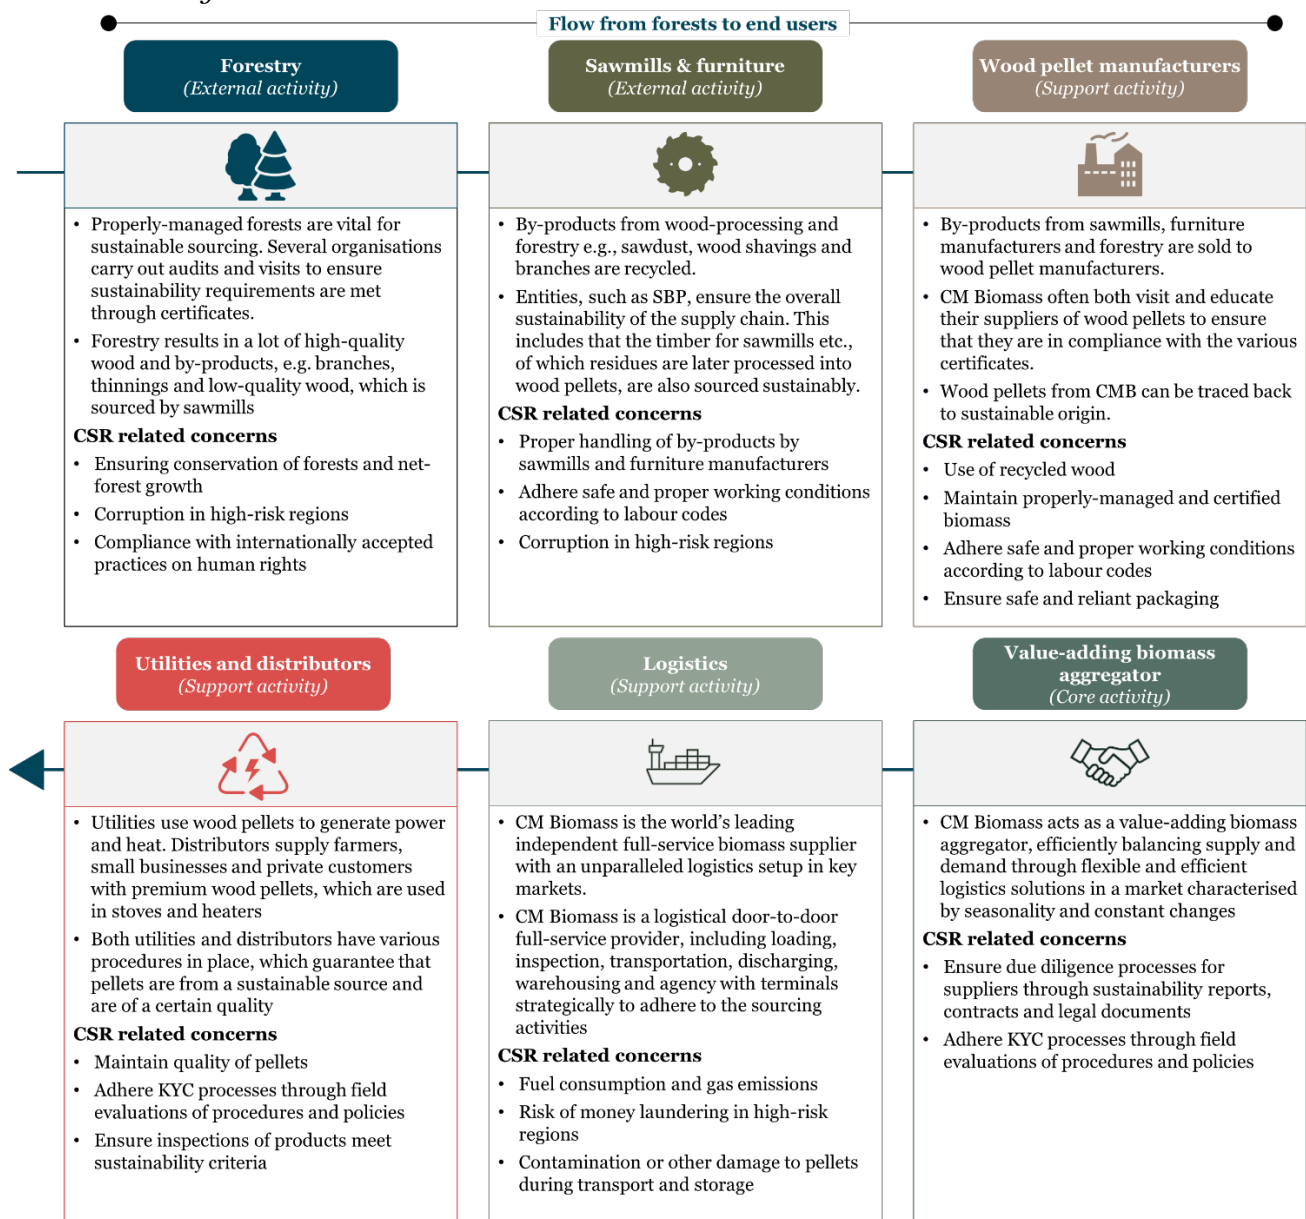 Flow from forests to end users
Forestry
(External activity)
Sawmills & furniture
(External activity)
Wood pellet manufacturers
(Support activity)
• Properly-managed forests are vital for
sustainable sourcing. Several organisations
carry out audits and visits to ensure
sustainability requirements are met
through certificates.
• Forestry results in a lot of high-quality
wood and by-products, e.g. branches,
thinnings and low-quality wood, which is
sourced by sawmills
CSR related concerns
• Ensuring conservation of forests and net-
forest growth
• Corruption in high-risk regions
• Compliance with internationally accepted
practices on human rights
• By-products from wood-processing and
forestry e.g., sawdust, wood shavings and
branches are recycled.
• Entities, such as SBP, ensure the overall
sustainability of the supply chain. This
includes that the timber for sawmills etc.,
of which residues are later processed into
wood pellets, are also sourced sustainably.
CSR related concerns
• Proper handling of by-products by
sawmills and furniture manufacturers
• Adhere safe and proper working conditions
according to labour codes
• Corruption in high-risk regions
• By-products from sawmills, furniture
manufacturers and forestry are sold to
wood pellet manufacturers.
• CM Biomass often both visit and educate
their suppliers of wood pellets to ensure
that they are in compliance with the various
certificates.
• Wood pellets from CMB can be traced back
to sustainable origin.
CSR related concerns
• Use of recycled wood
• Maintain properly-managed and certified
biomass
• Adhere safe and proper working conditions
according to labour codes
• Ensure safe and reliant packaging
Utilities and distributors
(Support activity)
Logistics
(Support activity)
Value-adding biomass
aggregator
(Core activity)
• Utilities use wood pellets to generate power
and heat. Distributors supply farmers,
small businesses and private customers
with premium wood pellets, which are used
in stoves and heaters
• Both utilities and distributors have various
procedures in place, which guarantee that
pellets are from a sustainable source and
are of a certain quality
CSR related concerns
• Maintain quality of pellets
• Adhere KYC processes through field
evaluations of procedures and policies
• Ensure inspections of products meet
sustainability criteria
• CM Biomass is the world's leading
independent full-service biomass supplier
with an unparalleled logistics setup in key
markets.
• CM Biomass is a logistical door-to-door
full-service provider, including loading,
inspection, transportation, discharging,
warehousing and agency with terminals
strategically to adhere to the sourcing
activities
CSR related concerns
• Fuel consumption and gas emissions
• Risk of money laundering in high-risk
regions
• Contamination or other damage to pellets
during transport and storage
• CM Biomass acts as a value-adding biomass
aggregator, efficiently balancing supply and
demand through flexible and efficient
logistics solutions in a market characterised
by seasonality and constant changes
CSR related concerns
• Ensure due diligence processes for
suppliers through sustainability reports,
contracts and legal documents
• Adhere KYC processes through field
evaluations of procedures and policies